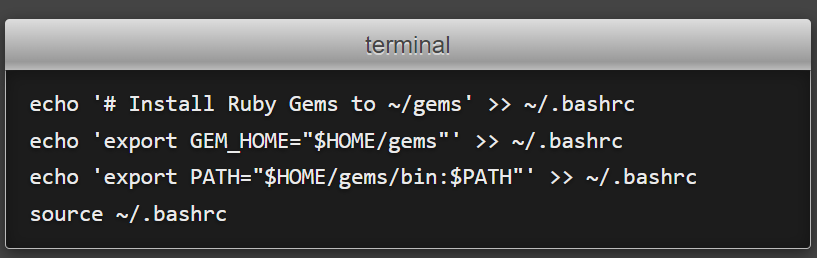 terminal
echo '# Install Ruby Gems to ~/gems' >> ~/.bashrc
echo 'export GEM_HOME="$HOME/gems"' >> ~/.bashrc
echo 'export PATH="$HOME/gems/bin:$PATH"' >> ~/.bashrc
source ~/.bashrc